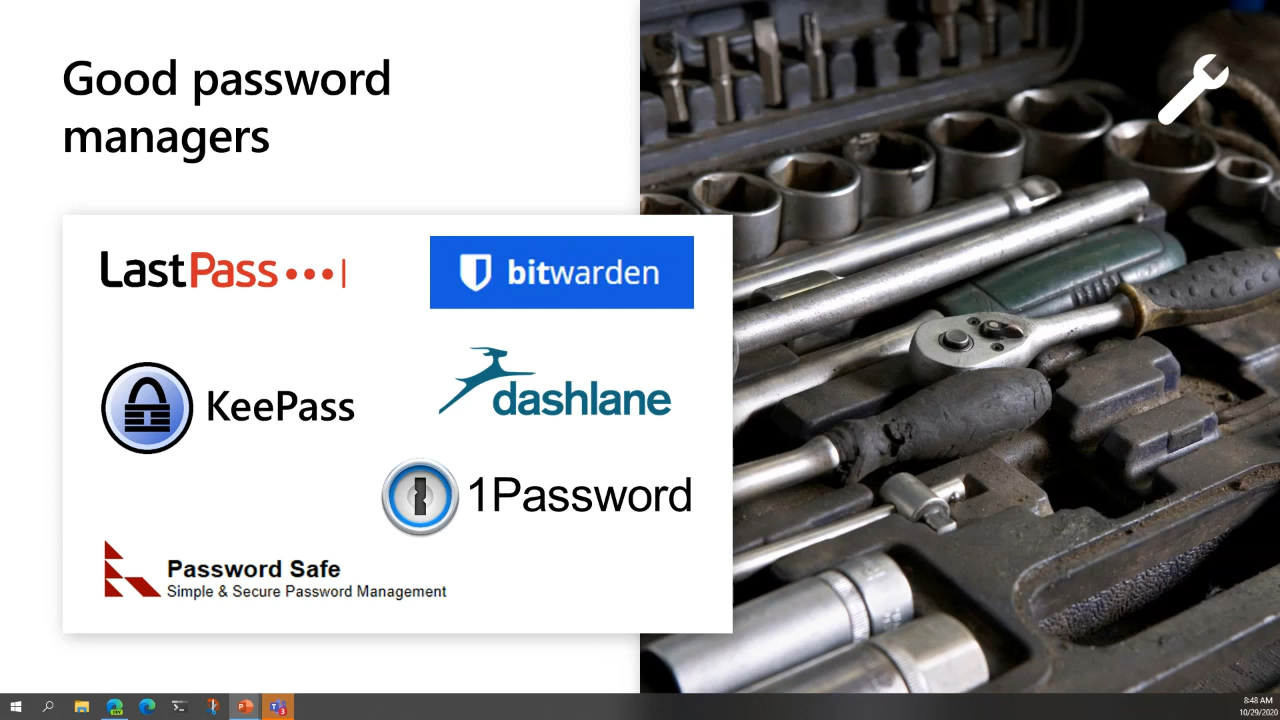 Good password
managers
LastPass
bitwarden
KeePass
dashlane
1Password
Password Safe
Simple & Secure Password Management
8:48 AM
10/29/2020